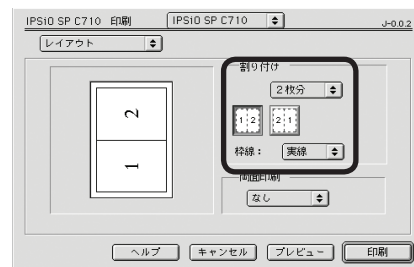 IPSiO SP C710 印刷 IPSiO SP C710 J-0.0.2
レイアウト
割り付け
2枚分
1 2 2 1
枠線： 実線
両面印刷
なし
2
1
ヘルプ キャンセル プレビュー 印刷